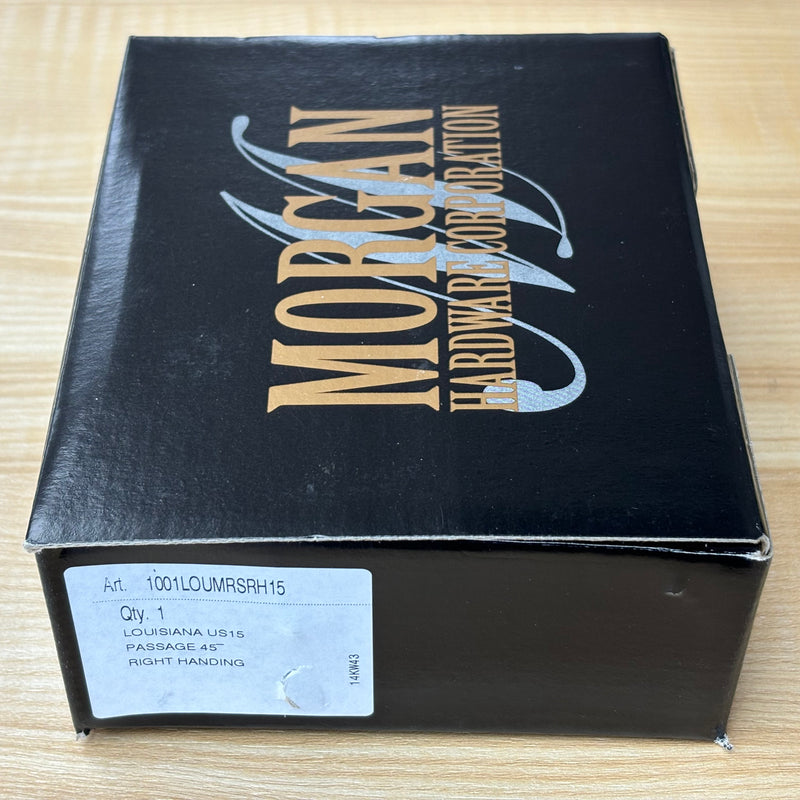 MORGAN
HARDWARE CORPORATION
Art. 1001LOUMRSRH15
Qty. 1
LOUISIANA US15
PASSAGE 45¯
RIGHT HANDING
14KW43